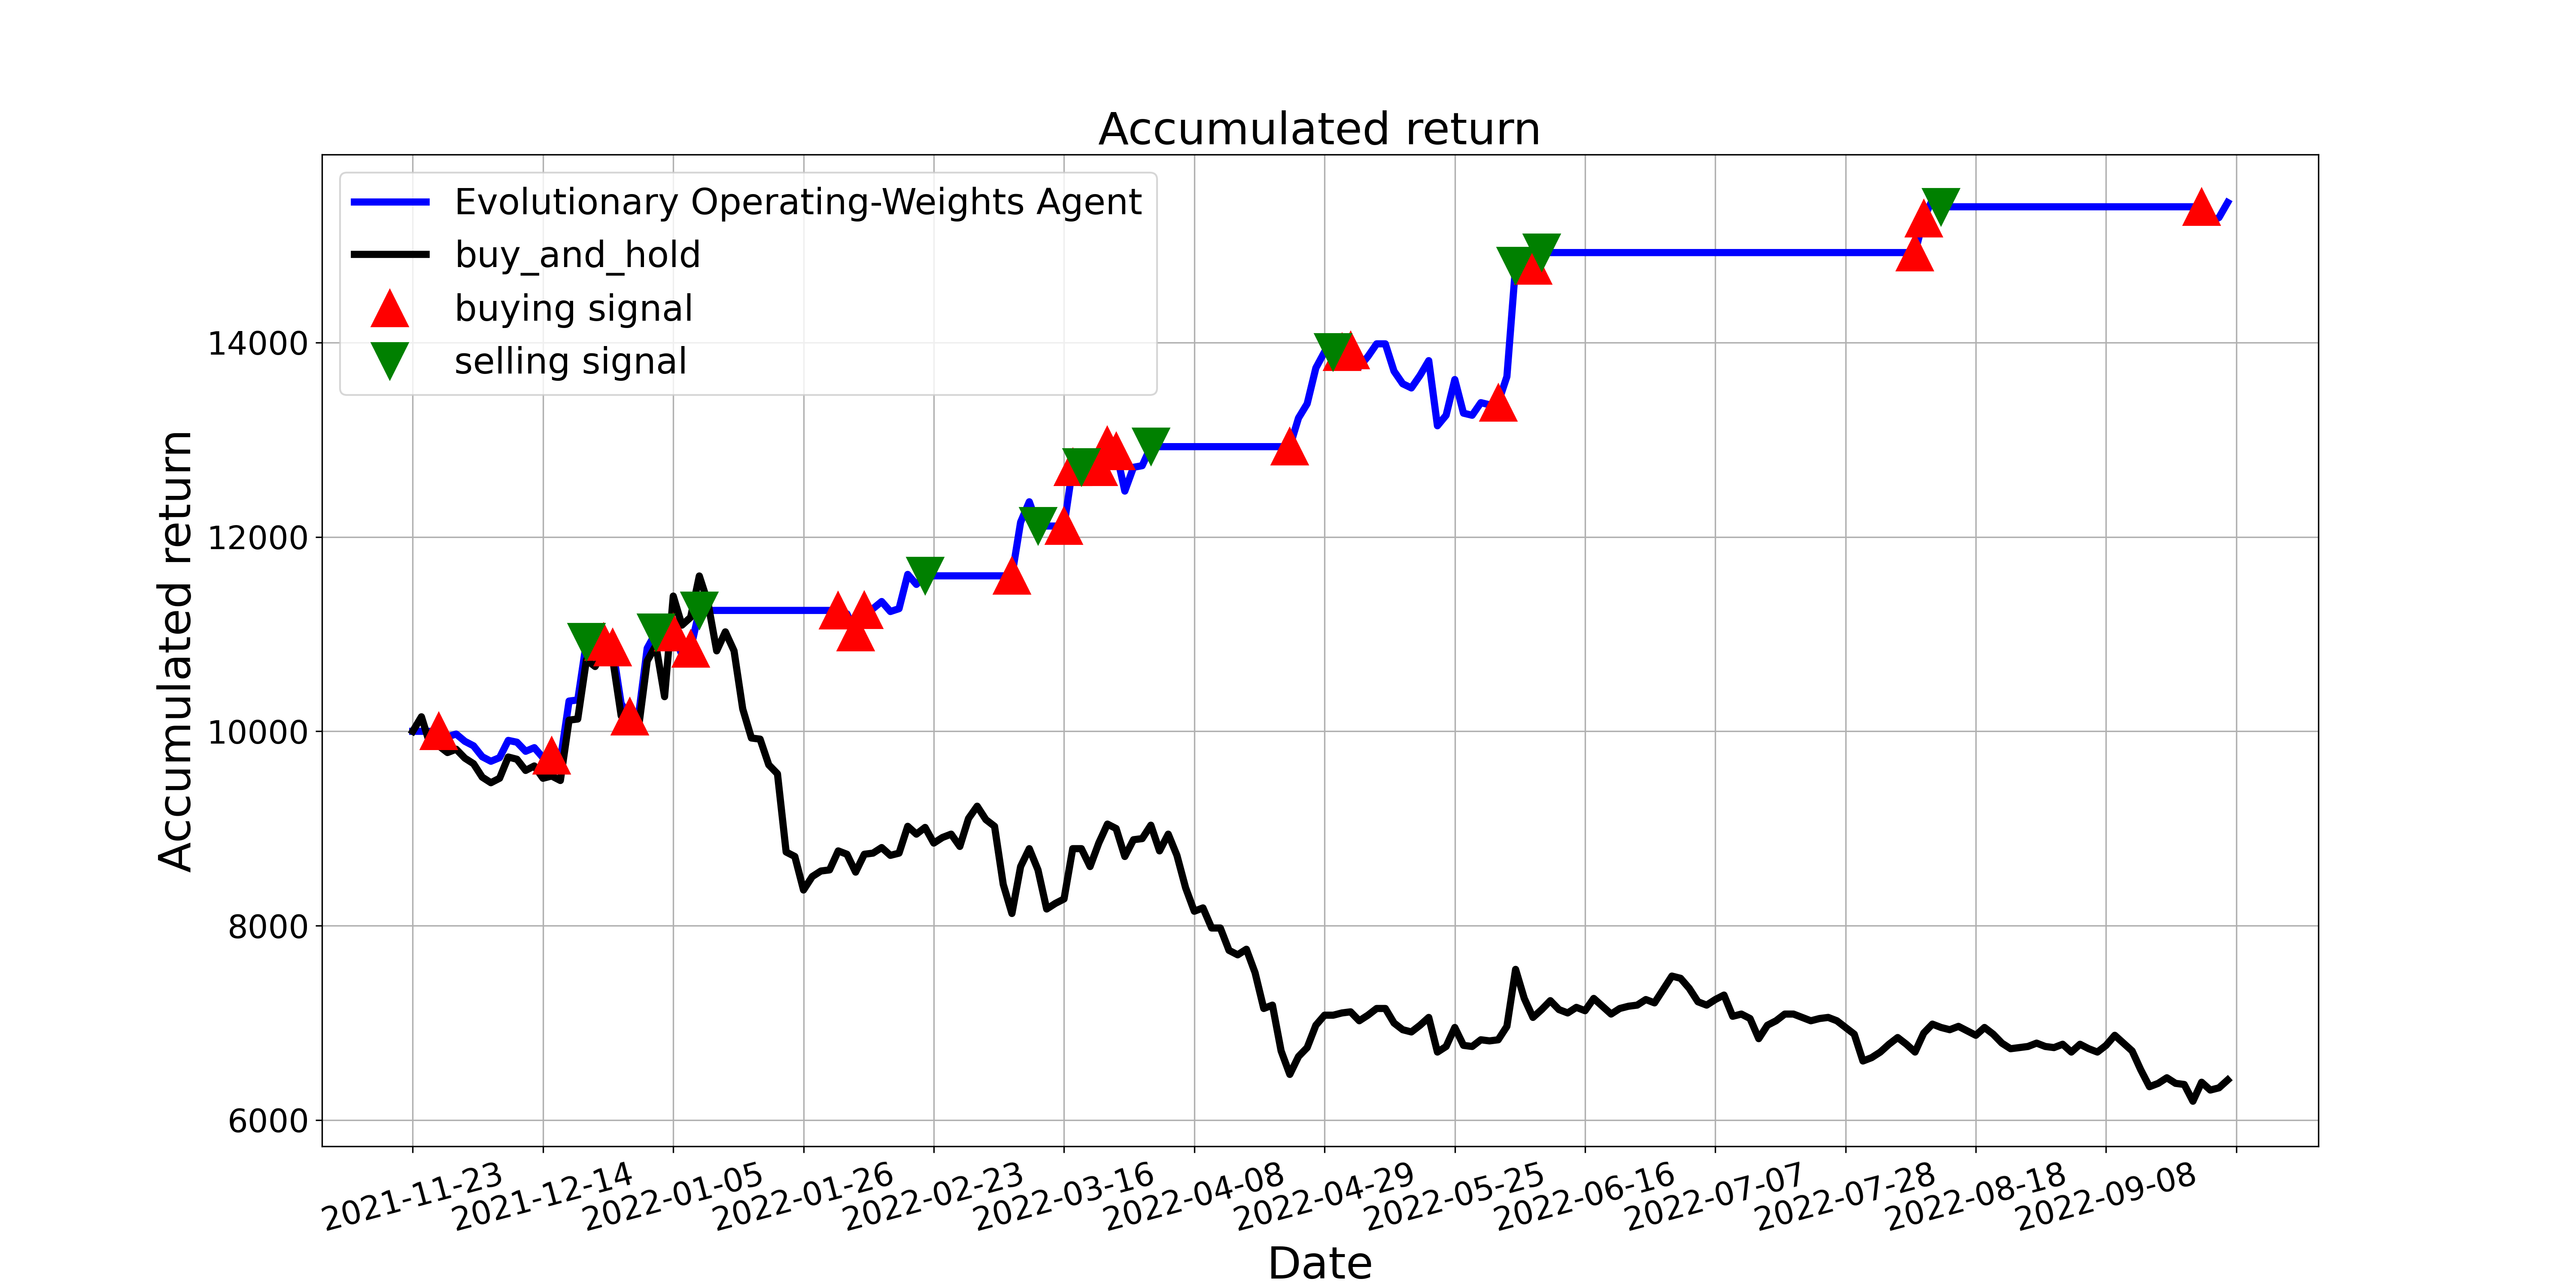 Accumulated return
Evolutionary Operating-Weights Agent
buy_and_hold
buying signal
selling signal
Accumulated return
14000
12000
10000
8000
6000
2021-11-23
2021-12-14
2022-01-05
2022-01-26
2022-02-23
2022-03-16
2022-04-08
2022-04-29
2022-05-25
2022-06-16
2022-07-07
2022-07-28
2022-08-18
2022-09-08
Date